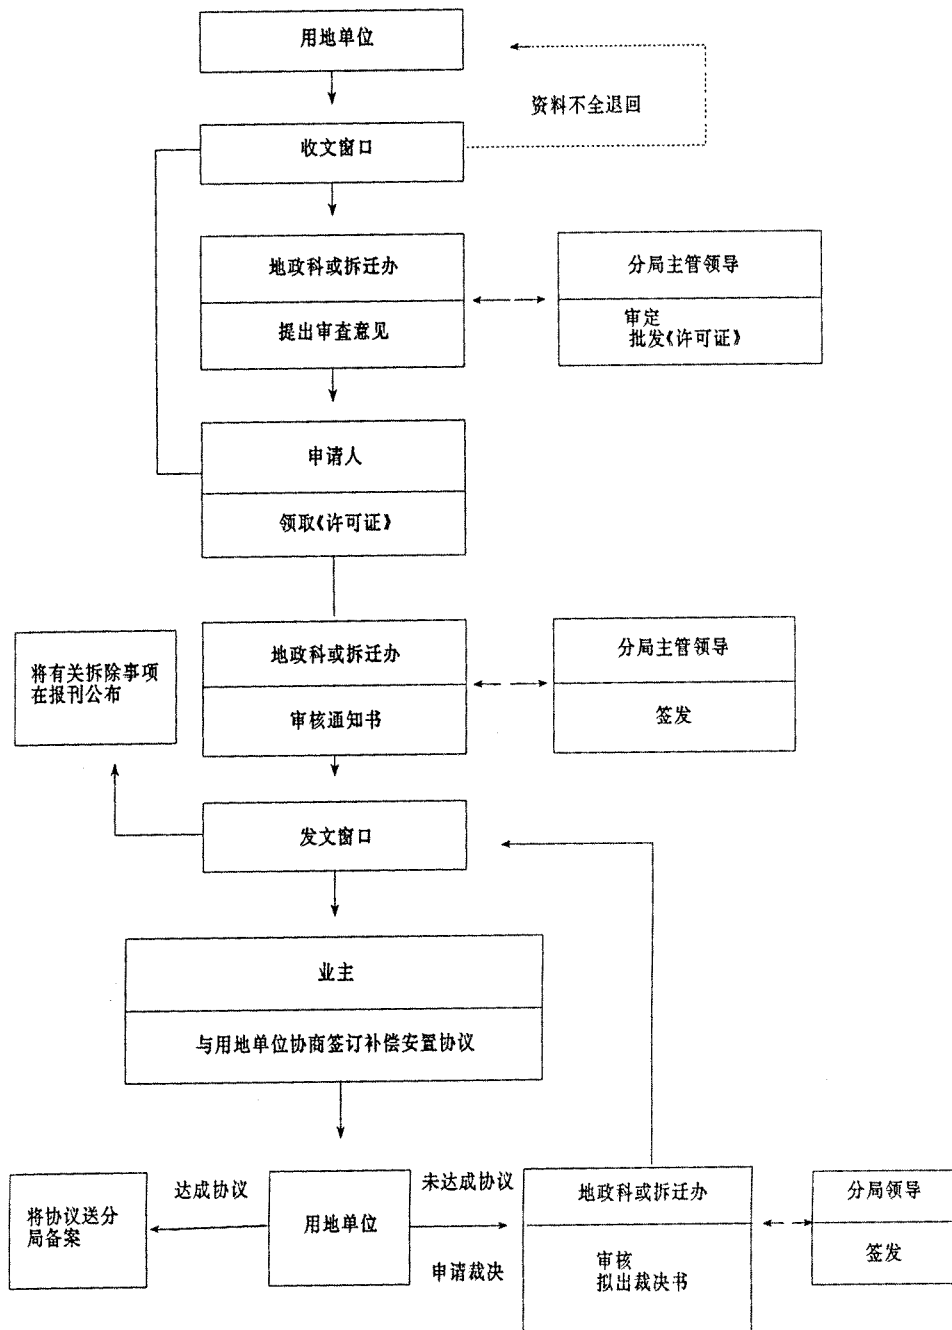 用地单位
资料不全退回
收文窗口
地政科或拆迁办
提出审查意见
分局主管领导
审定
批发《许可证》
申请人
领取《许可证》
地政科或拆迁办
审核通知书
分局主管领导
签发
将有关拆除事项
在报刊公布
发文窗口
业主
与用地单位协商签订补偿安置协议
将协议送分
局备案
达成协议
用地单位
未达成协议
申请裁决
地政科或拆迁办
审核
拟出裁决书
分局领导
签发